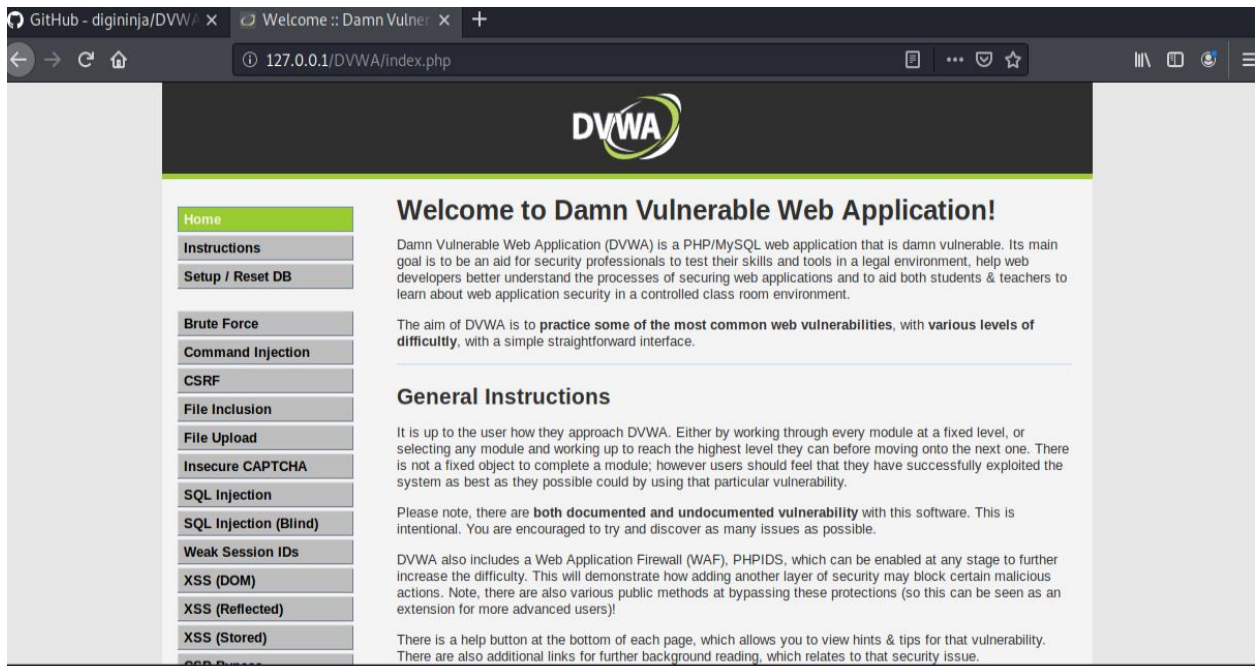 GitHub - digininja/DVWA
Welcome :: Damn Vulner
127.0.0.1/DVWA/index.php
DVWA
Home
Instructions
Setup / Reset DB
Brute Force
Command Injection
CSRF
File Inclusion
File Upload
Insecure CAPTCHA
SQL Injection
SQL Injection (Blind)
Weak Session IDs
XSS (DOM)
XSS (Reflected)
XSS (Stored)
CSP Bypass
Welcome to Damn Vulnerable Web Application!
Damn Vulnerable Web Application (DVWA) is a PHP/MySQL web application that is damn vulnerable. Its main
goal is to be an aid for security professionals to test their skills and tools in a legal environment, help web
developers better understand the processes of securing web applications and to aid both students & teachers to
learn about web application security in a controlled class room environment.
The aim of DVWA is to practice some of the most common web vulnerabilities, with various levels of
difficultly, with a simple straightforward interface.
General Instructions
It is up to the user how they approach DVWA. Either by working through every module at a fixed level, or
selecting any module and working up to reach the highest level they can before moving onto the next one. There
is not a fixed object to complete a module; however users should feel that they have successfully exploited the
system as best as they possible could by using that particular vulnerability.
Please note, there are both documented and undocumented vulnerability with this software. This is
intentional. You are encouraged to try and discover as many issues as possible.
DVWA also includes a Web Application Firewall (WAF), PHPIDS, which can be enabled at any stage to further
increase the difficulty. This will demonstrate how adding another layer of security may block certain malicious
actions. Note, there are also various public methods at bypassing these protections (so this can be seen as an
extension for more advanced users)!
There is a help button at the bottom of each page, which allows you to view hints & tips for that vulnerability.
There are also additional links for further background reading, which relates to that security issue.